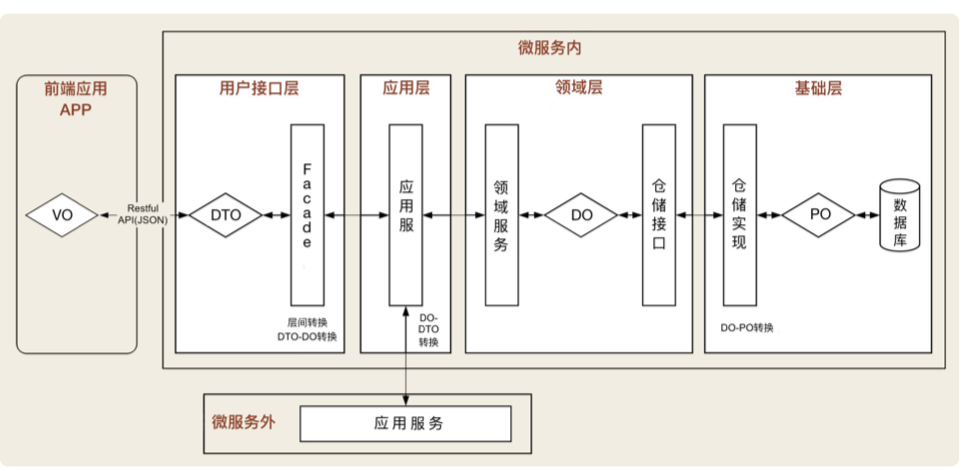 微服务内
前端应用
APP
用户接口层
应用层
领域层
基础层
VO
Restful
API(JSON)
DTO
Facade
应用服
领域服务
DO
仓储接口
仓储实现
PO
数据库
层间转换
DTO-DO转换
DO-
DTO
转换
DO-PO转换
微服务外
应用服务